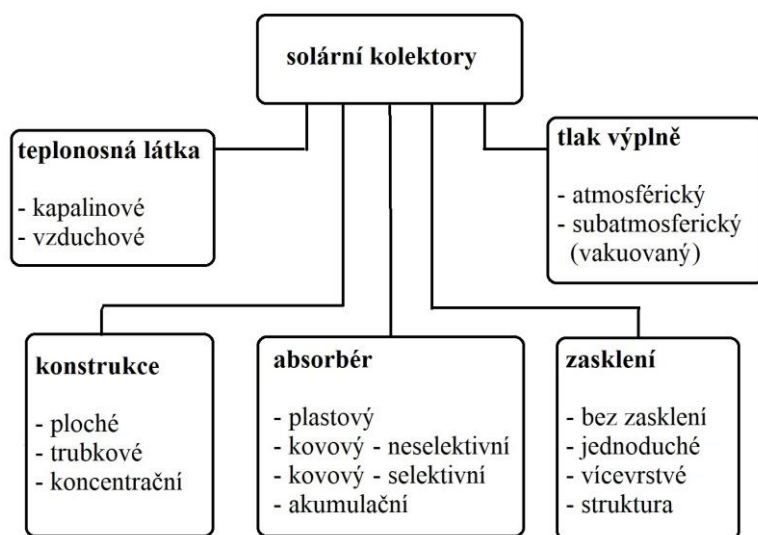 solární kolektory
teplonosná látka
- kapalinové
- vzduchové
tlak výplně
- atmosférický
- subatmosferický
(vakuovaný)
konstrukce
- ploché
- trubkové
- koncentrační
absorbér
- plastový
- kovový - neselektivní
- kovový - selektivní
- akumulační
zasklení
- bez zasklení
- jednoduché
- vícevrstvé
- struktura